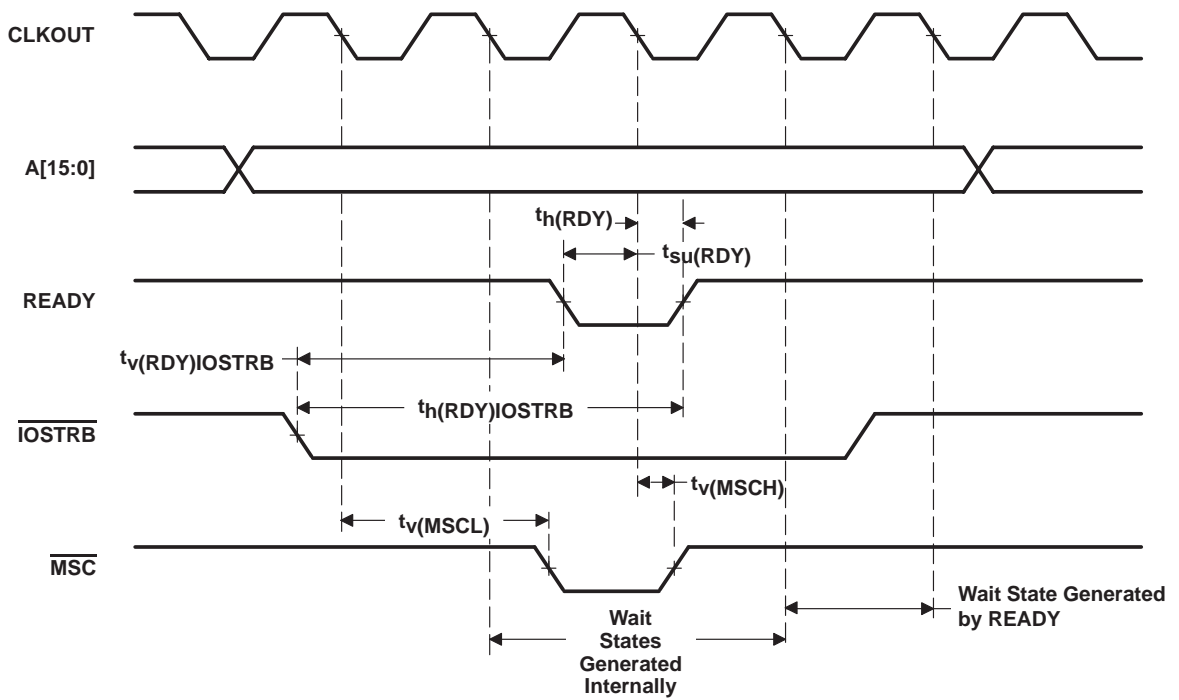 CLKOUT
A[15:0]
th(RDY)
tsu(RDY)
READY
tv(RDY)IOSTRB
th(RDY)IOSTRB
IOSTRB
tv(MSCH)
tv(MSCL)
MSC
Wait State Generated
by READY
Wait
States
Generated
Internally